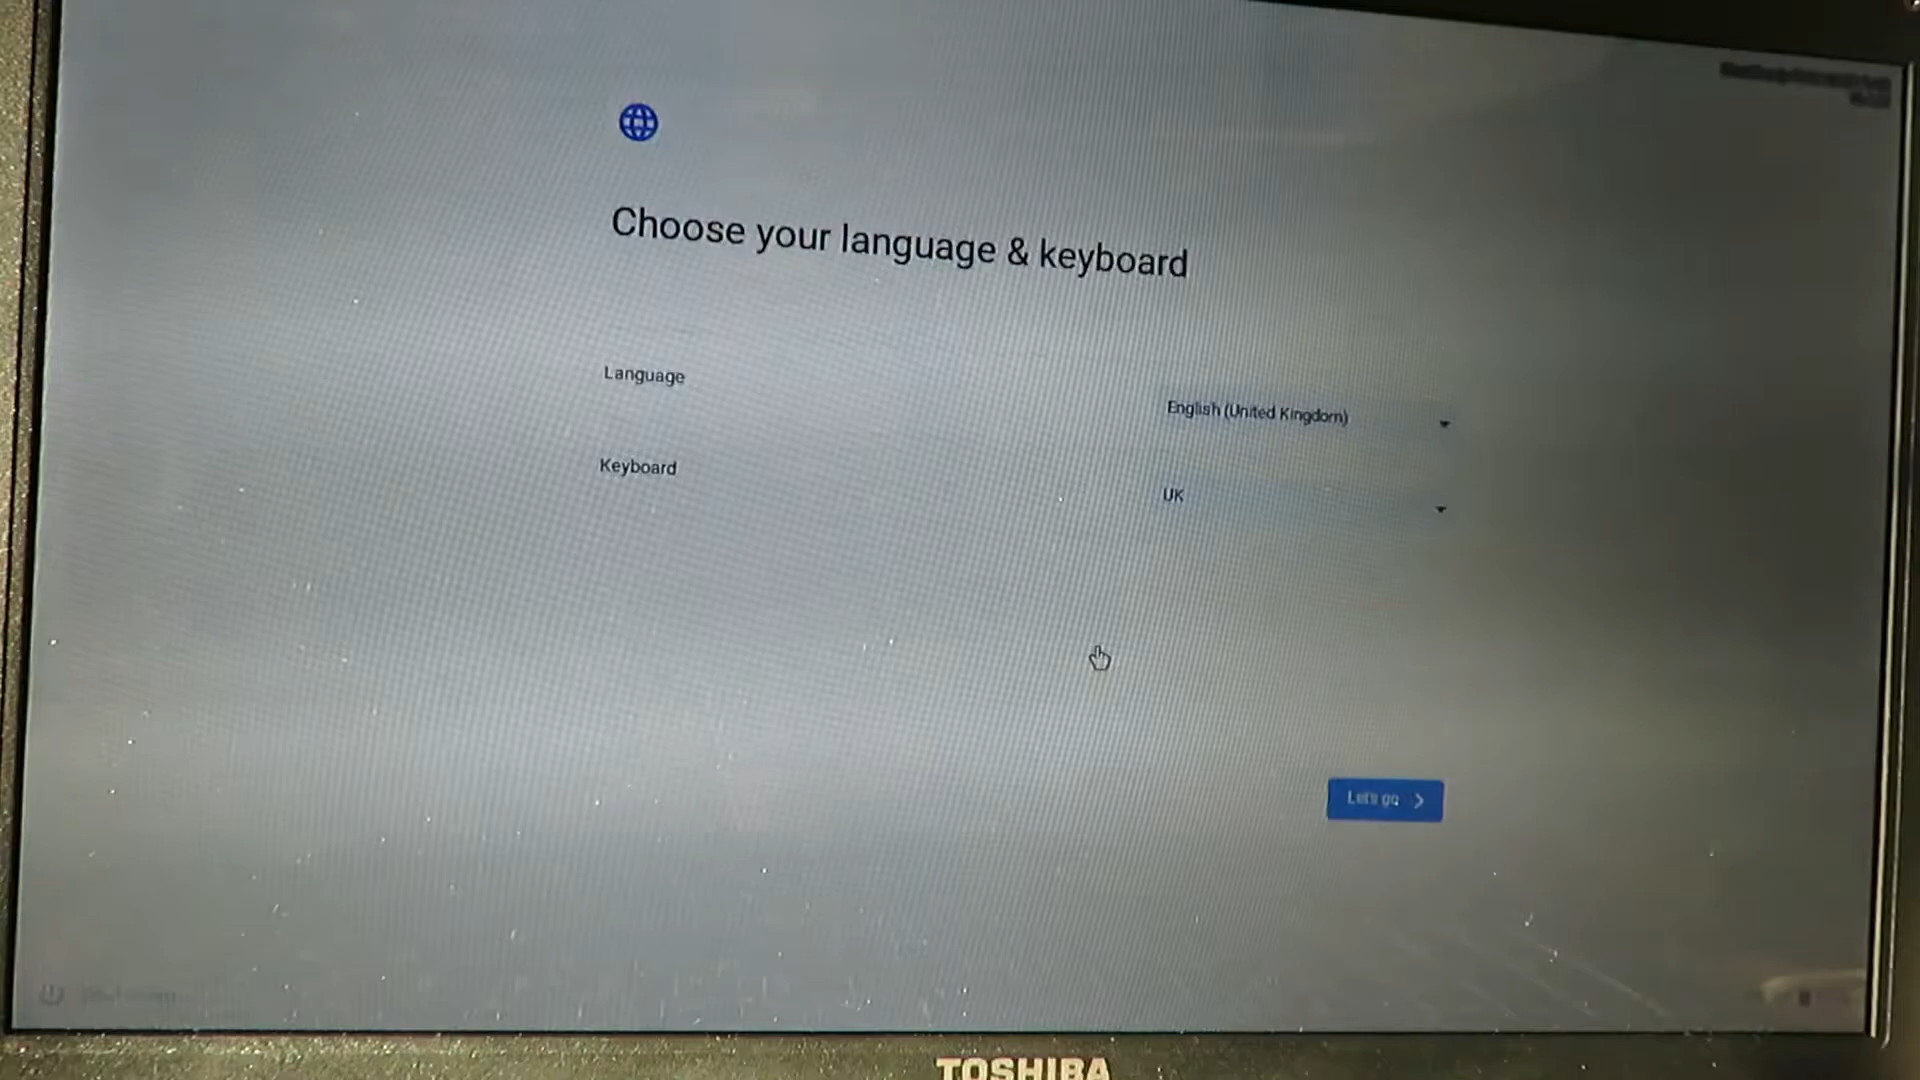 Choose your language & keyboard
Language
English (United Kingdom)
Keyboard
UK
Let's go
TOSHIBA